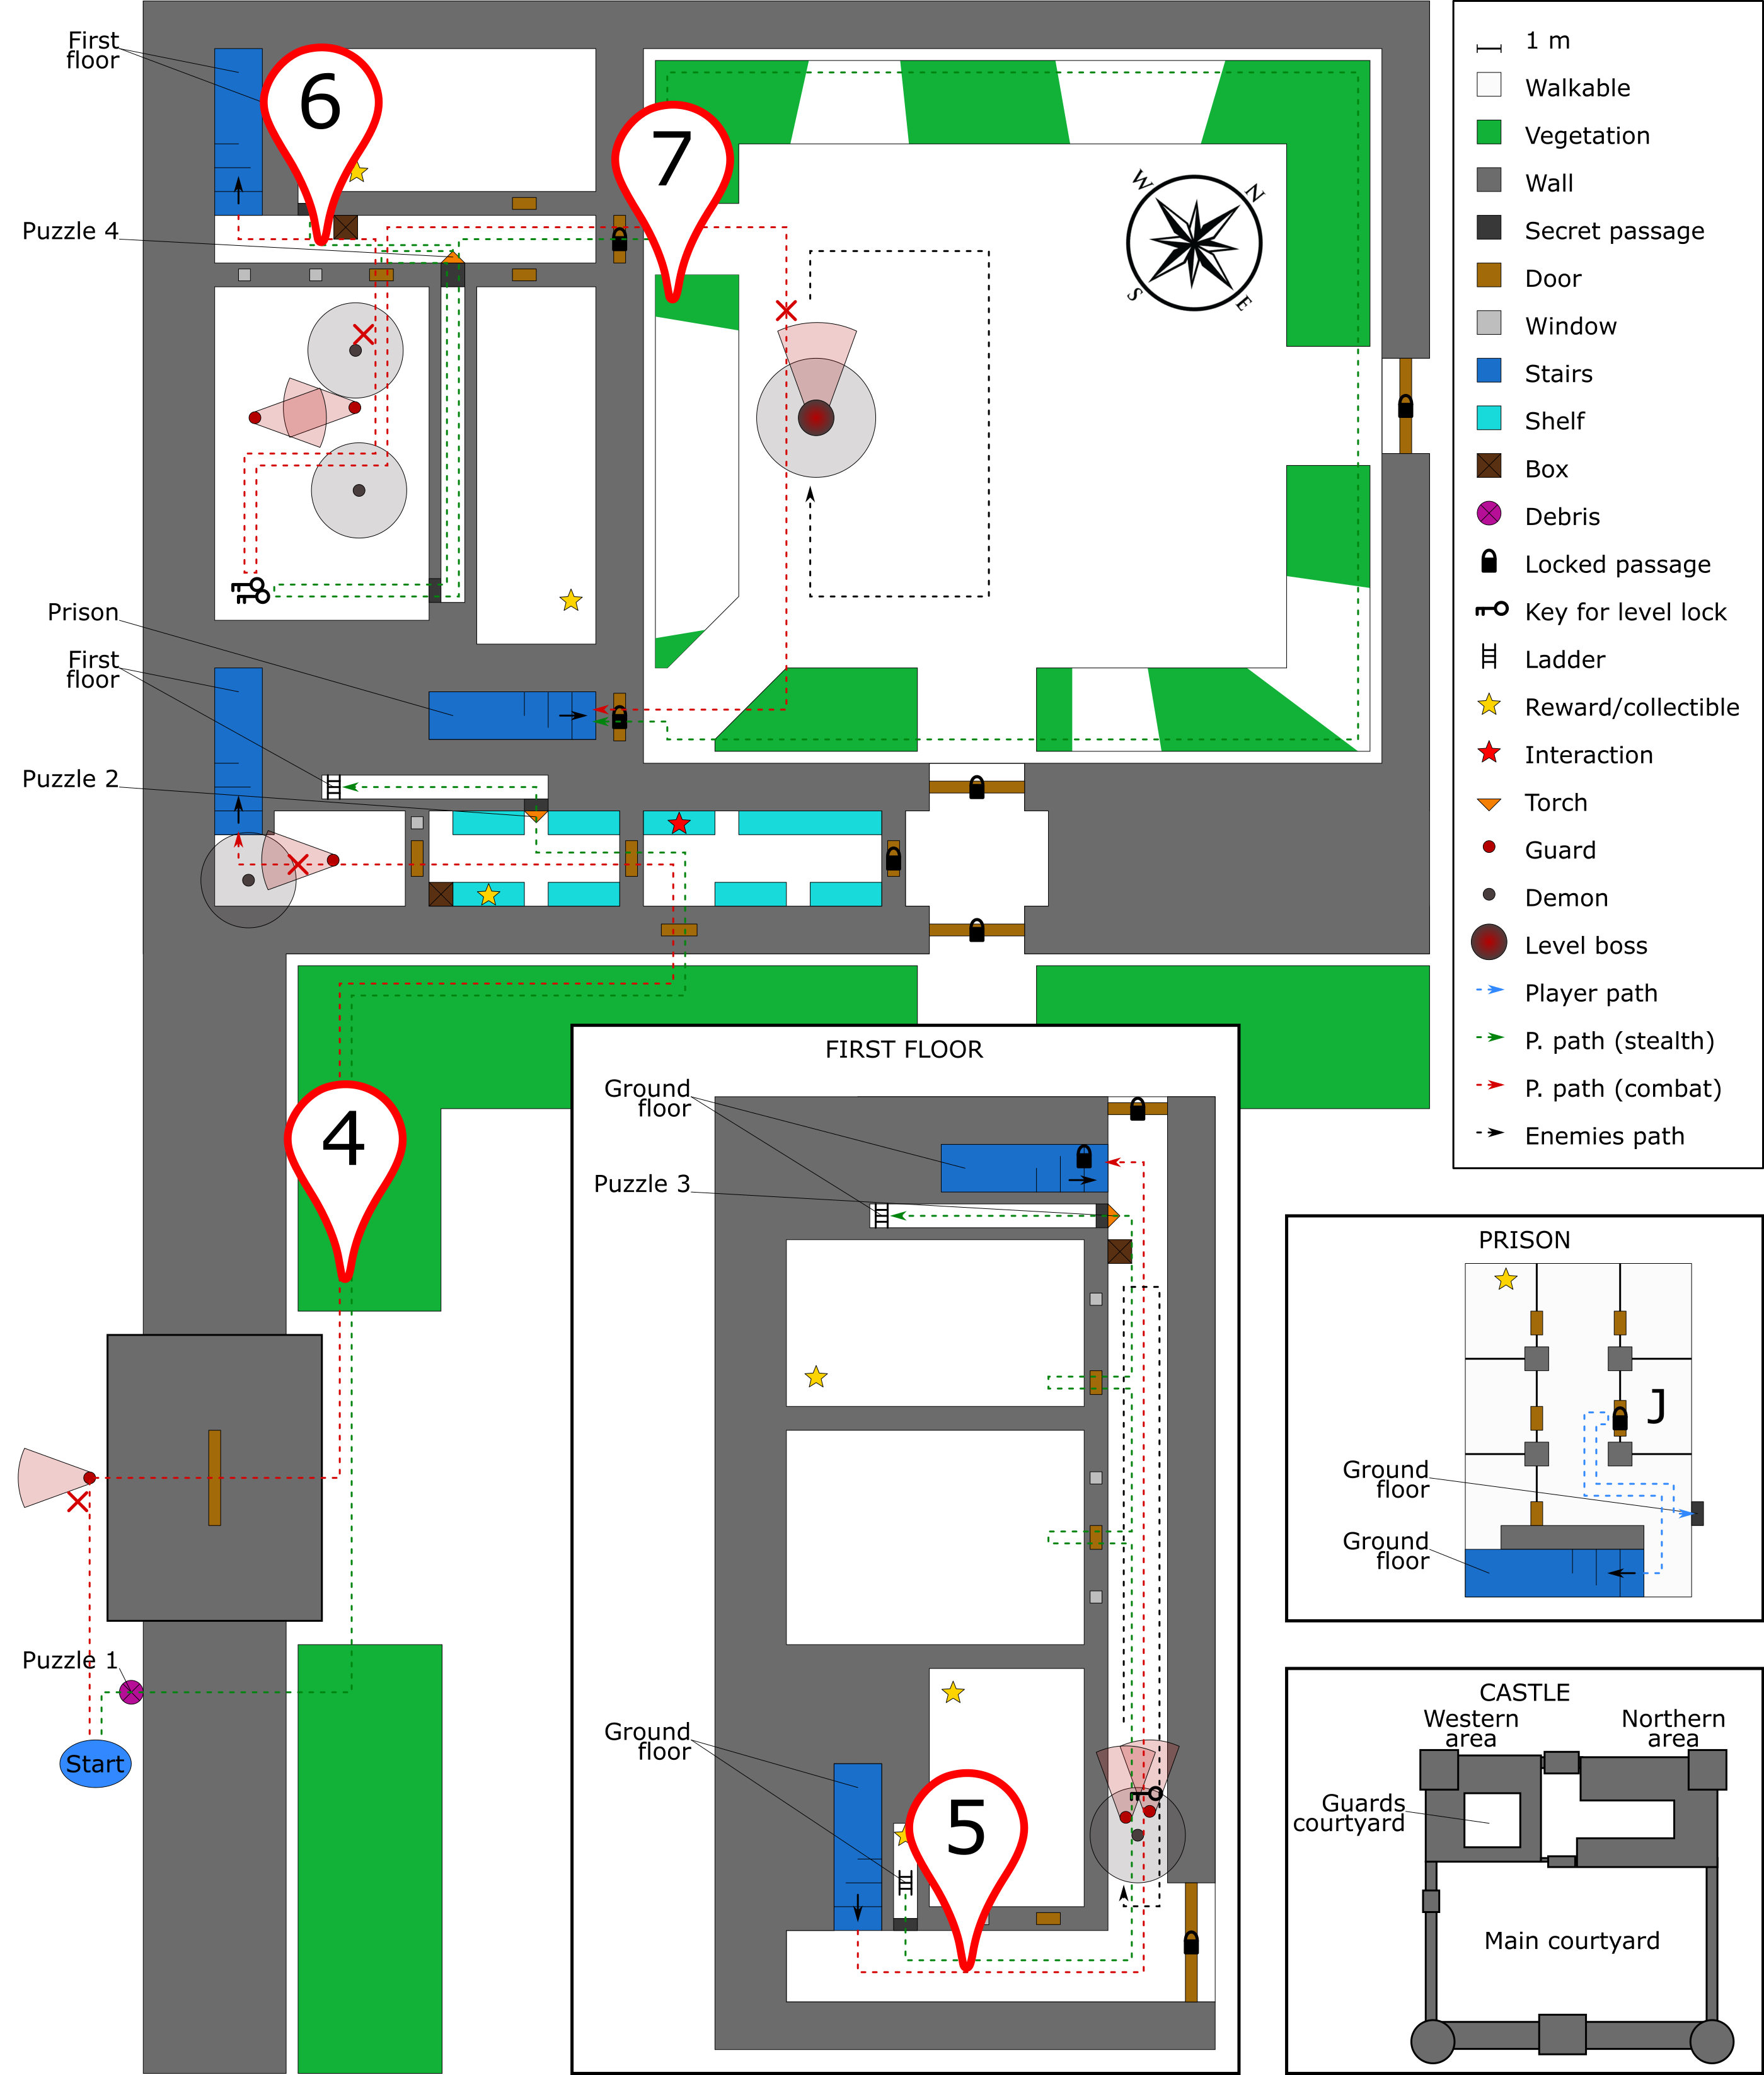 First
floor
6
7
Puzzle 4
W
N
S
E
Prison
First
floor
Puzzle 2
4
Puzzle 1
Start
FIRST FLOOR
Ground
floor
Puzzle 3
Ground
floor
5
1 m
Walkable
Vegetation
Wall
Secret passage
Door
Window
Stairs
Shelf
Box
Debris
Locked passage
Key for level lock
Ladder
Reward/collectible
Interaction
Torch
Guard
Demon
Level boss
Player path
P. path (stealth)
P. path (combat)
Enemies path
PRISON
J
Ground
floor
Ground
floor
CASTLE
Western
area
Northern
area
Guards
courtyard
Main courtyard